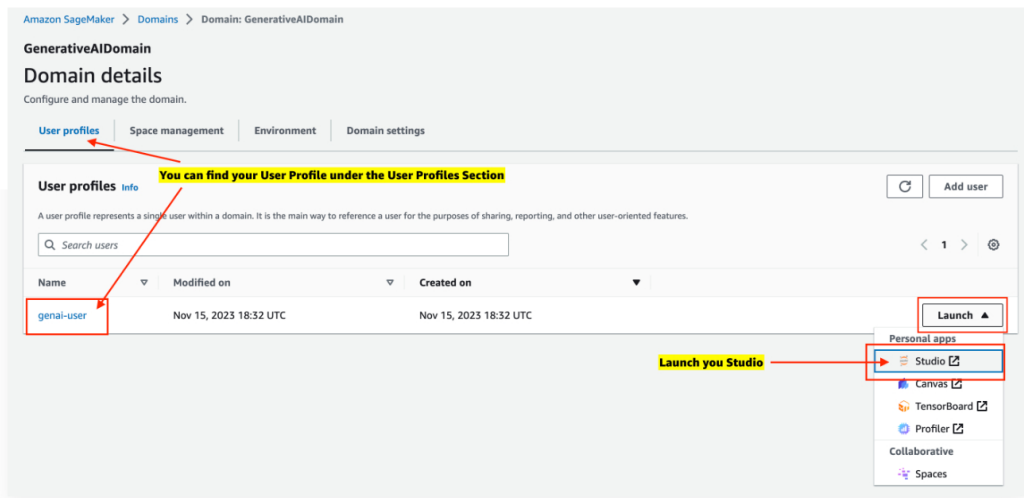 Amazon SageMaker > Domains > Domain: GenerativeAIDomain
GenerativeAIDomain
Domain details
Configure and manage the domain.
User profiles Space management Environment Domain settings
You can find your User Profile under the User Profiles Section
User profiles Info
Add user
A user profile represents a single user within a domain. It is the main way to reference a user for the purposes of sharing, reporting, and other user-oriented features.
Search users
1
Name Modified on Created on
genai-user Nov 15, 2023 18:32 UTC Nov 15, 2023 18:32 UTC Launch
Personal apps
Launch you Studio
Studio
Canvas
TensorBoard
Profiler
Collaborative
Spaces